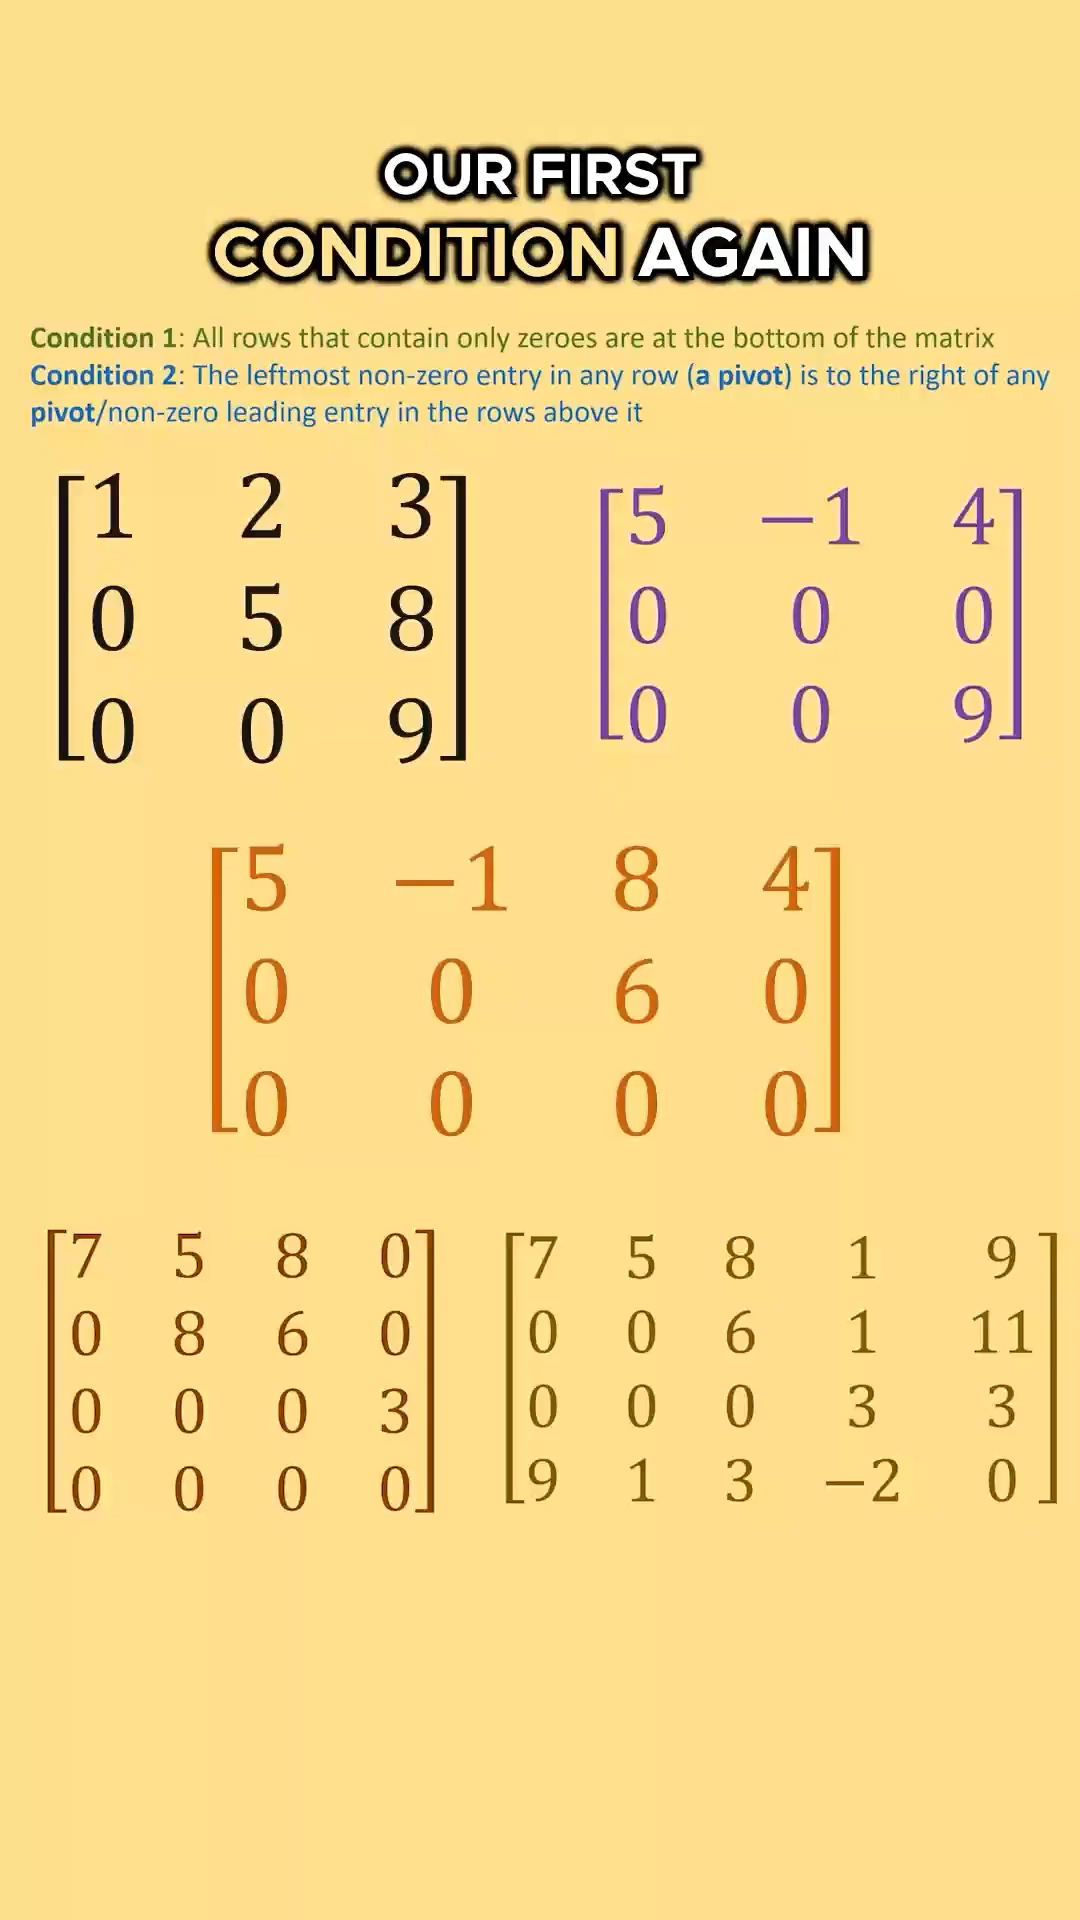 OUR FIRST
CONDITION AGAIN
Condition 1: All rows that contain only zeroes are at the bottom of the matrix
Condition 2: The leftmost non-zero entry in any row (a pivot) is to the right of any
pivot/non-zero leading entry in the rows above it
1 2 3
0 5 8
0 0 9
5 −1 4
0 0 0
0 0 9
5 −1 8 4
0 0 6 0
0 0 0 0
7 5 8 0
0 8 6 0
0 0 0 3
0 0 0 0
7 5 8 1 9
0 0 6 1 11
0 0 0 3 3
9 1 3 −2 0